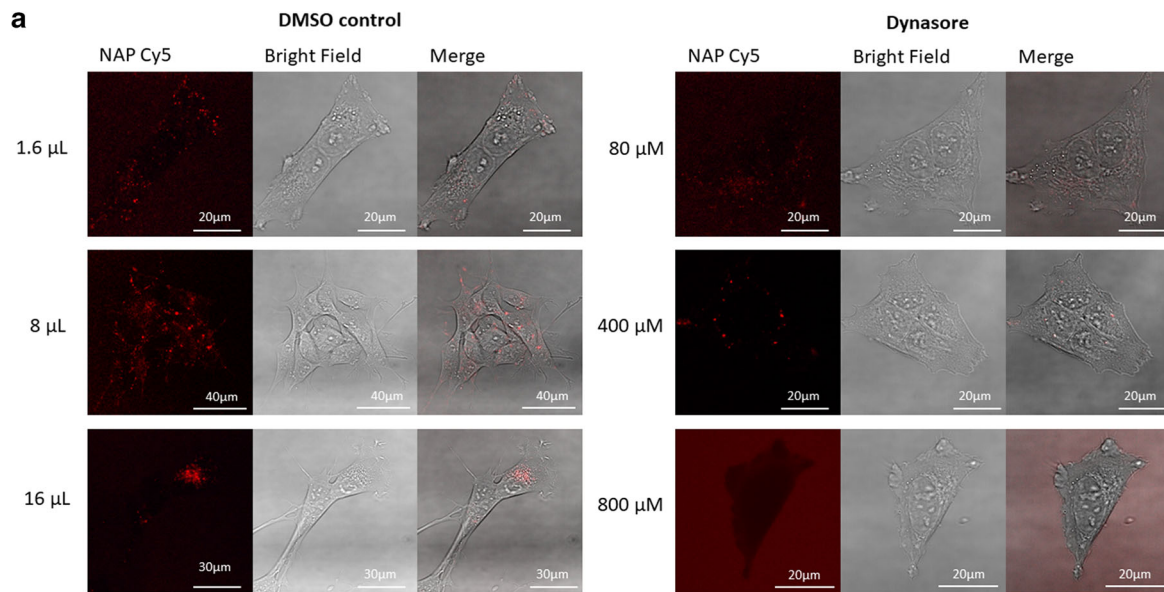 a
DMSO control
Dynasore
NAP Cy5 Bright Field Merge
NAP Cy5 Bright Field Merge
1.6 µL
20µm 20µm 20µm
80 µM
20µm 20µm 20µm
8 µL
40µm 40µm 40µm
400 µM
20µm 20µm 20µm
16 µL
30µm 30µm 30µm
800 µM
20µm 20µm 20µm